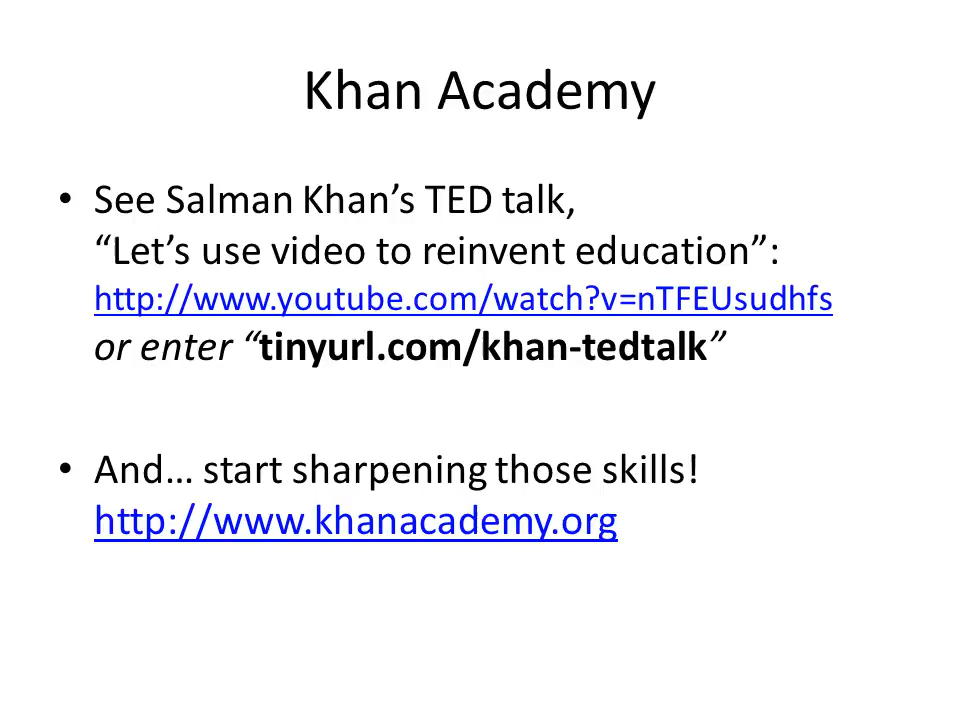 Khan Academy
• See Salman Khan’s TED talk,
“Let’s use video to reinvent education”:
http://www.youtube.com/watch?v=nTFEUsudhfs
or enter “tinyurl.com/khan-tedtalk”
• And… start sharpening those skills!
http://www.khanacademy.org